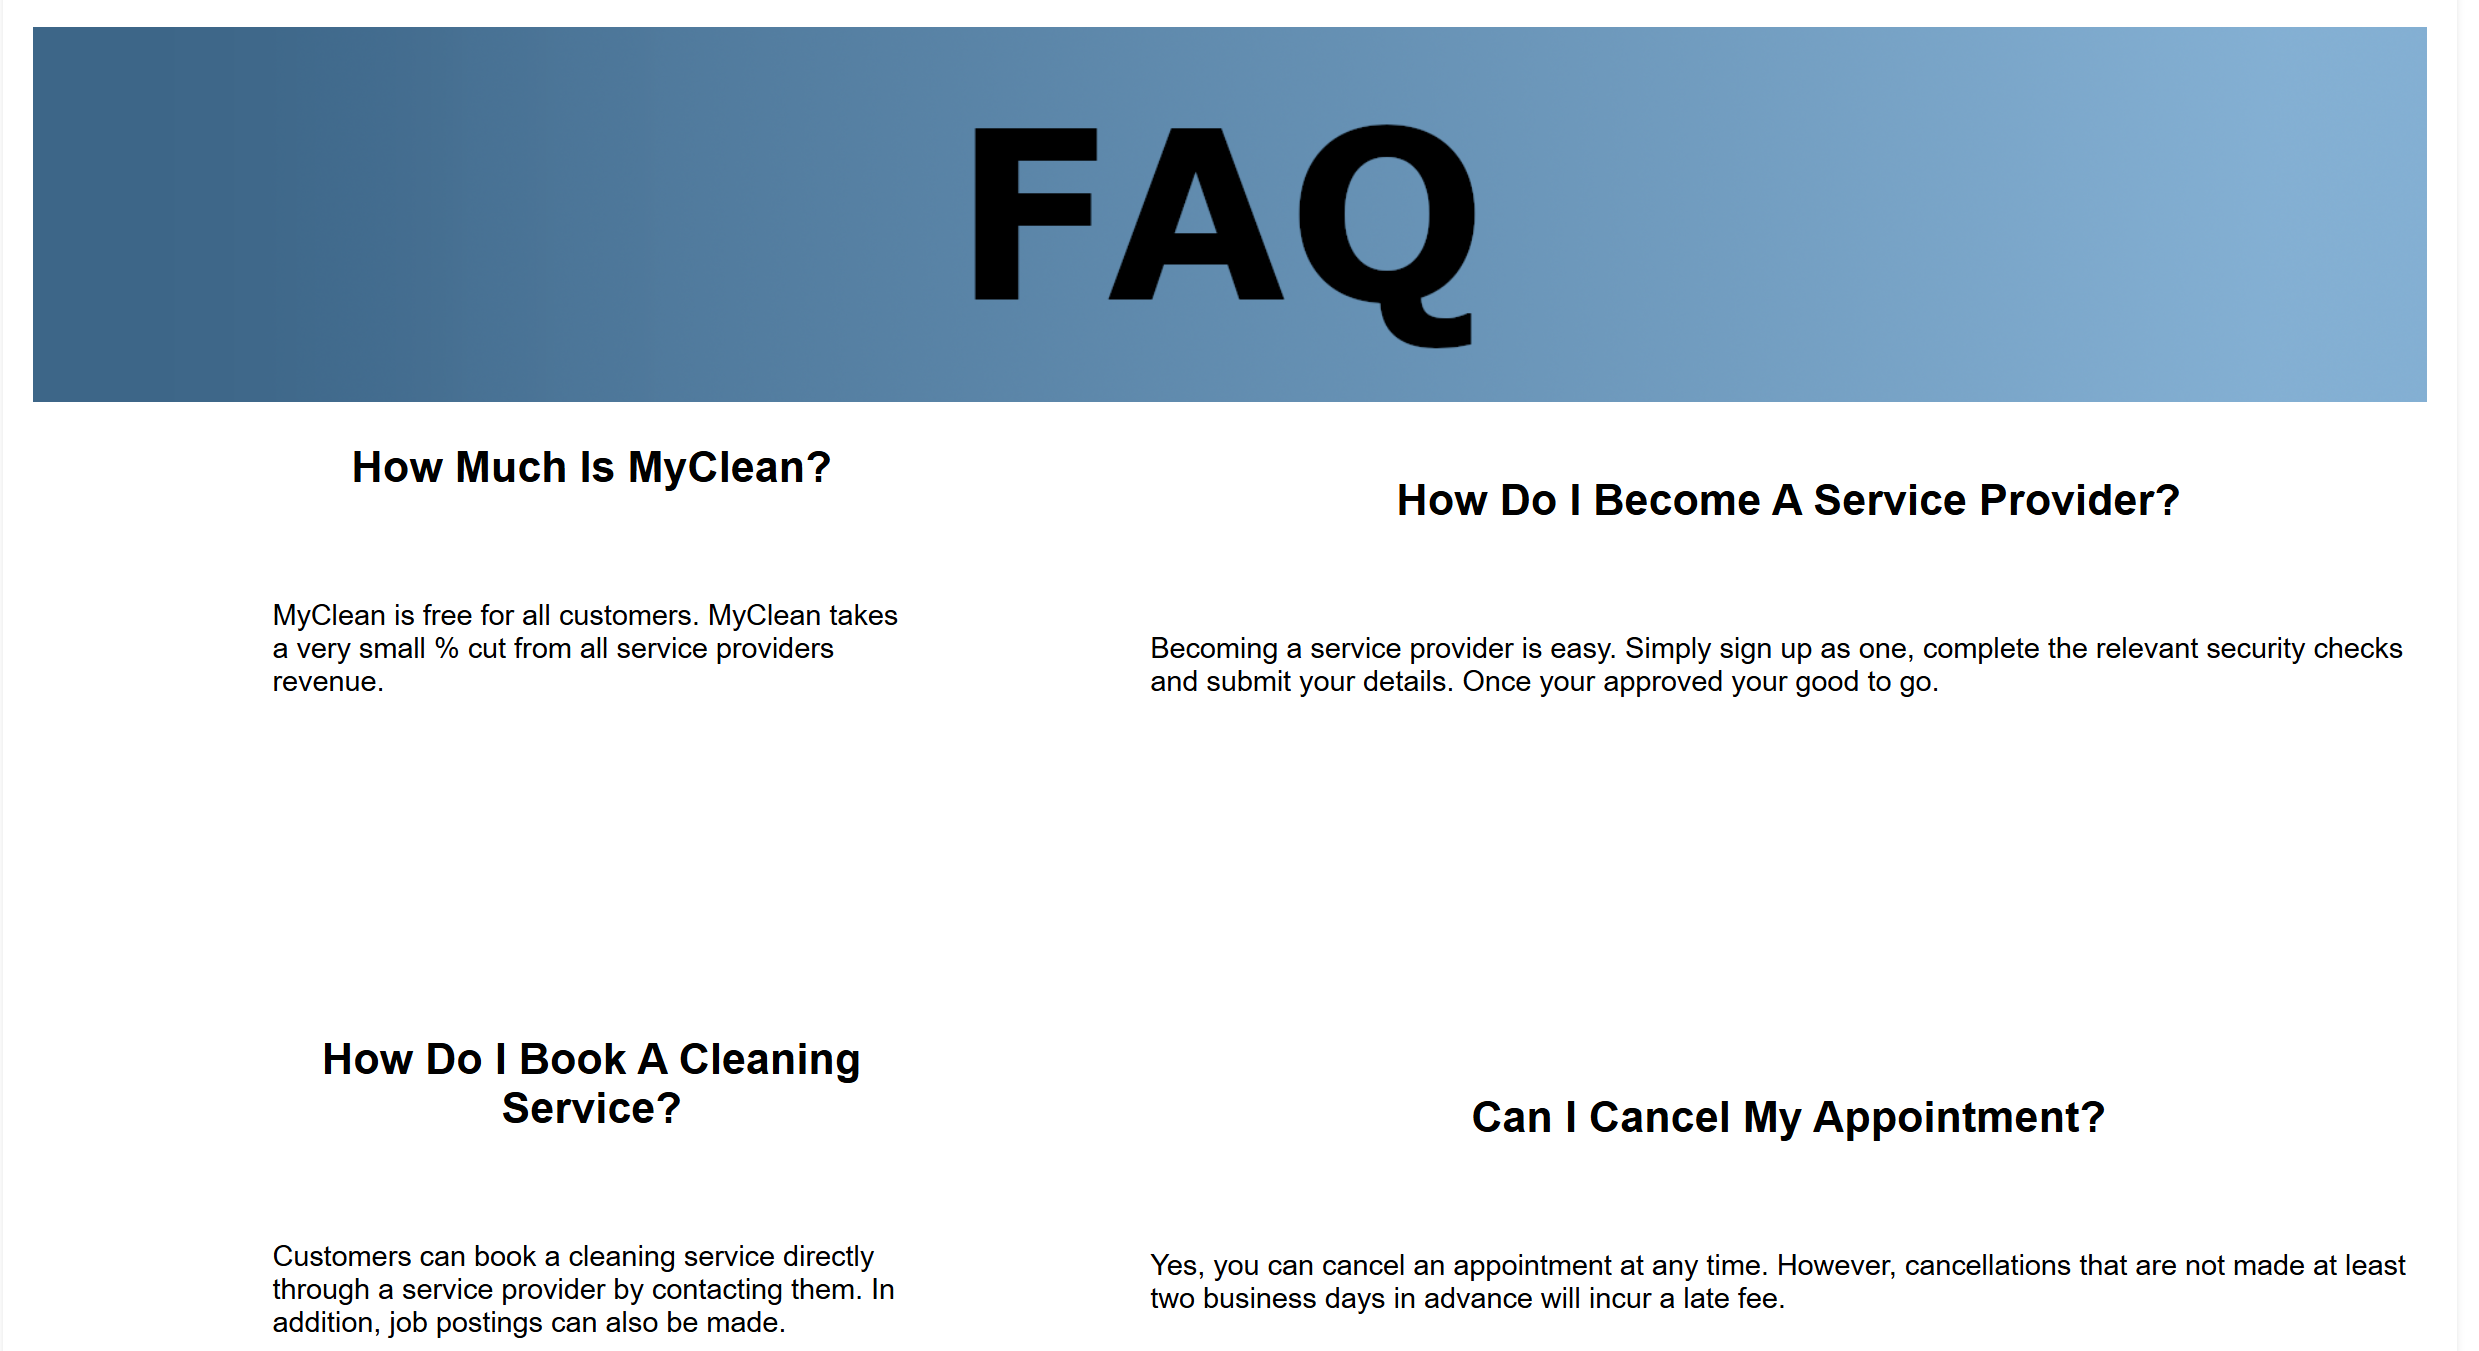 FAQ
How Much Is MyClean?
MyClean is free for all customers. MyClean takes
a very small % cut from all service providers
revenue.
How Do I Become A Service Provider?
Becoming a service provider is easy. Simply sign up as one, complete the relevant security checks
and submit your details. Once your approved your good to go.
How Do I Book A Cleaning
Service?
Customers can book a cleaning service directly
through a service provider by contacting them. In
addition, job postings can also be made.
Can I Cancel My Appointment?
Yes, you can cancel an appointment at any time. However, cancellations that are not made at least
two business days in advance will incur a late fee.